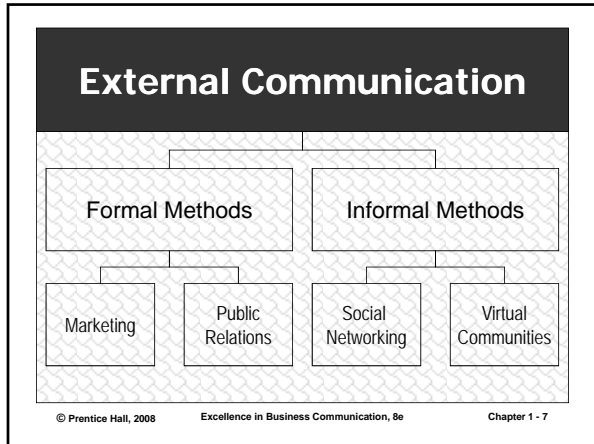 External Communication
Formal Methods
Informal Methods
Marketing
Public
Relations
Social
Networking
Virtual
Communities
© Prentice Hall, 2008 Excellence in Business Communication, 8e Chapter 1 - 7